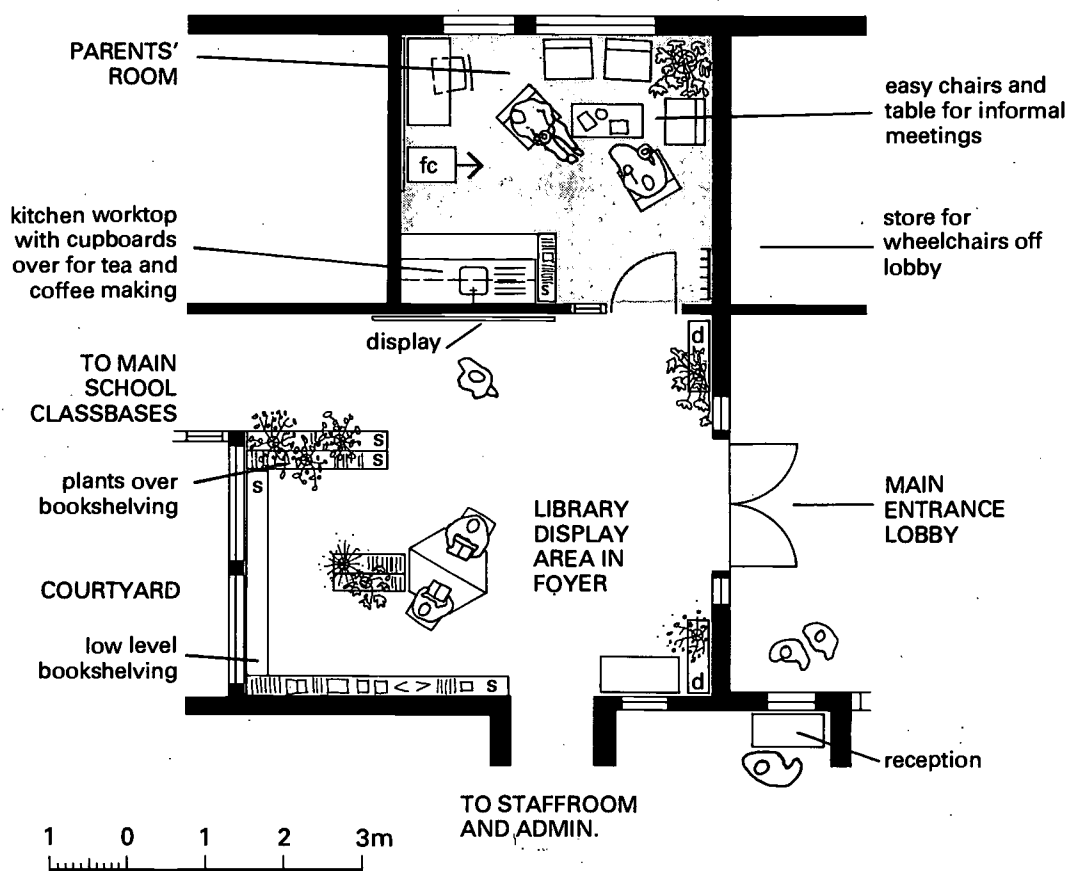 PARENTS'
ROOM
easy chairs and
table for informal
meetings
fc
kitchen worktop
with cupboards
over for tea and
coffee making
store for
wheelchairs off
lobby
s
display
d
TO MAIN
SCHOOL
CLASSBASES
s
s
s
plants over
bookshelving
LIBRARY
DISPLAY
AREA IN
FOYER
MAIN
ENTRANCE
LOBBY
COURTYARD
low level
bookshelving
s
d
reception
TO STAFFROOM
AND ADMIN.
1 0 1 2 3m